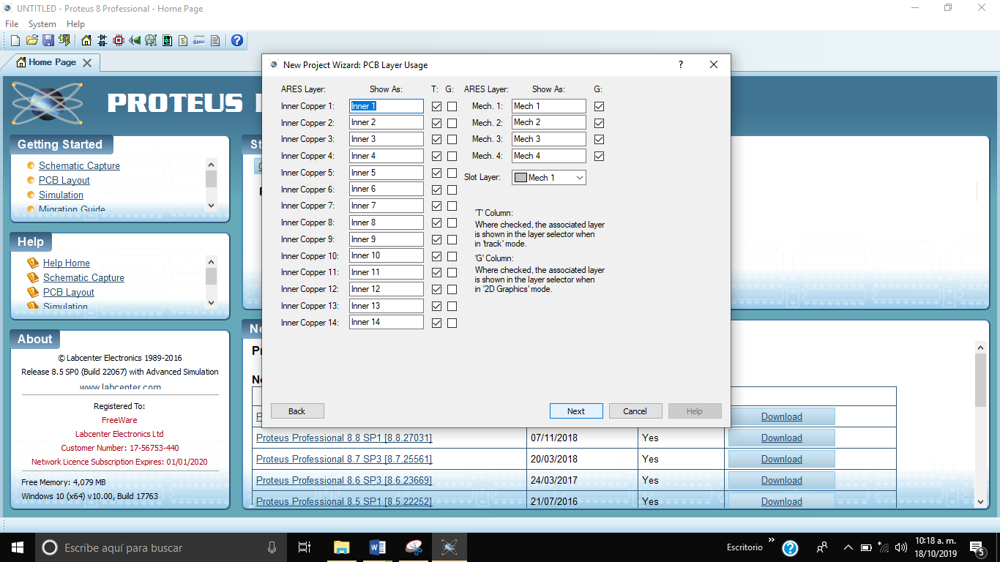 UNTITLED - Proteus 8 Professional - Home Page
File System Help
Home Page
PROTEUS
Getting Started
Schematic Capture
PCB Layout
Simulation
Migration Guide
Help
Help Home
Schematic Capture
PCB Layout
Simulation
About
© Labcenter Electronics 1989-2016
Release 8.5 SP0 (Build 22067) with Advanced Simulation
www.labcenter.com
Registered To:
FreeWare
Labcenter Electronics Ltd
Customer Number: 17-56753-440
Network Licence Subscription Expires: 01/01/2020
Free Memory: 4,079 MB
Windows 10 (x64) v10.00, Build 17763
New Project Wizard: PCB Layer Usage
ARES Layer: Show As: T: G: ARES Layer: Show As: G:
Inner Copper 1: Inner 1 Mech. 1: Mech 1
Inner Copper 2: Inner 2 Mech. 2: Mech 2
Inner Copper 3: Inner 3 Mech. 3: Mech 3
Inner Copper 4: Inner 4 Mech. 4: Mech 4
Inner Copper 5: Inner 5 Slot Layer: Mech 1
Inner Copper 6: Inner 6
Inner Copper 7: Inner 7
Inner Copper 8: Inner 8
Inner Copper 9: Inner 9
Inner Copper 10: Inner 10
Inner Copper 11: Inner 11
Inner Copper 12: Inner 12
Inner Copper 13: Inner 13
Inner Copper 14: Inner 14
'T' Column:
Where checked, the associated layer
is shown in the layer selector when
in 'track' mode.
'G' Column:
Where checked, the associated layer
is shown in the layer selector when
in '2D Graphics' mode.
Back Next Cancel Help
Download
Proteus Professional 8.8 SP1 [8.8.27031] 07/11/2018 Yes Download
Proteus Professional 8.7 SP3 [8.7.25561] 20/03/2018 Yes Download
Proteus Professional 8.6 SP3 [8.6.23669] 24/03/2017 Yes Download
Proteus Professional 8.5 SP1 [8.5.22252] 21/07/2016 Yes Download
Escribe aquí para buscar
Escritorio
10:18 a. m.
18/10/2019
5